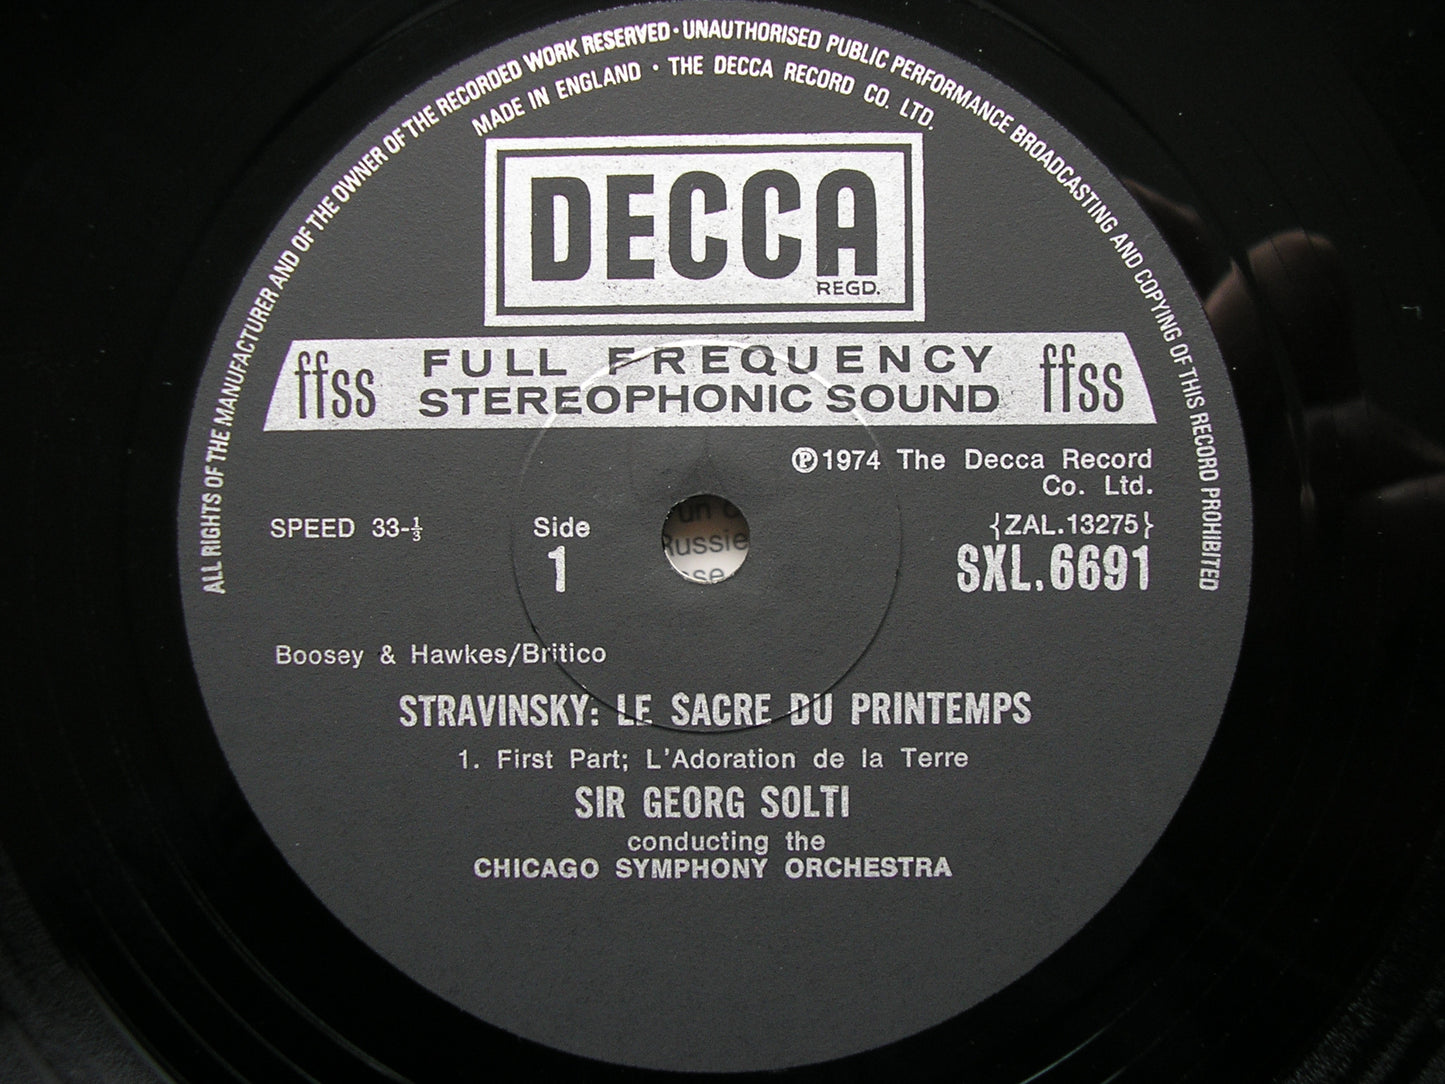 ALL RIGHTS OF THE MANUFACTURER AND OF THE OWNER OF THE RECORDED WORK RESERVED · UNAUTHORISED PUBLIC PERFORMANCE BROADCASTING AND COPYING OF THIS RECORD PROHIBITED
MADE IN ENGLAND · THE DECCA RECORD CO. LTD.
DECCA
REGD.
ffss FULL FREQUENCY STEREOPHONIC SOUND ffss
Ⓟ1974 The Decca Record
Co. Ltd.
SPEED 33-⅓
Side
1
{ZAL.13275}
SXL.6691
un
Russie
sse
Boosey & Hawkes/Britico
STRAVINSKY: LE SACRE DU PRINTEMPS
1. First Part; L'Adoration de la Terre
SIR GEORG SOLTI
conducting the
CHICAGO SYMPHONY ORCHESTRA